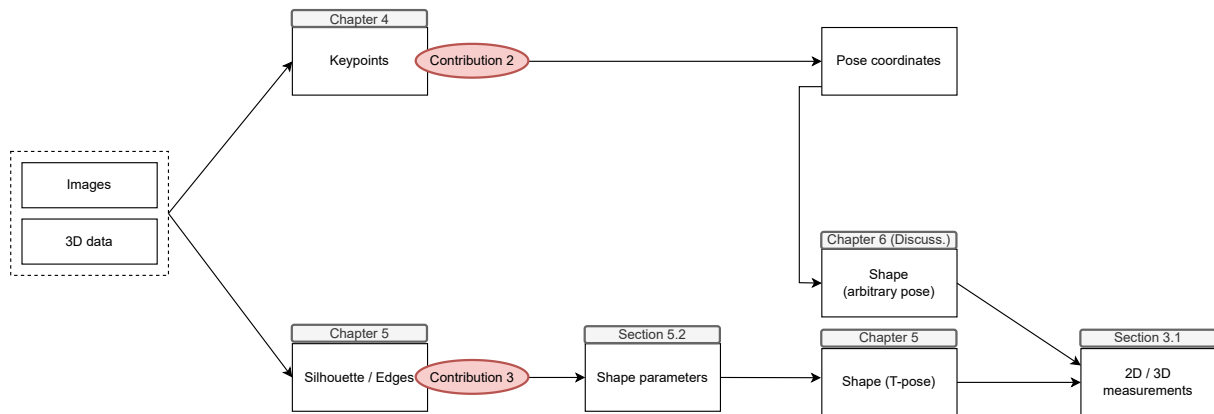 Chapter 4
Keypoints
Contribution 2
Pose coordinates
Images
3D data
Chapter 6 (Discuss.)
Shape
(arbitrary pose)
Chapter 5
Silhouette / Edges
Contribution 3
Section 5.2
Shape parameters
Chapter 5
Shape (T-pose)
Section 3.1
2D / 3D
measurements